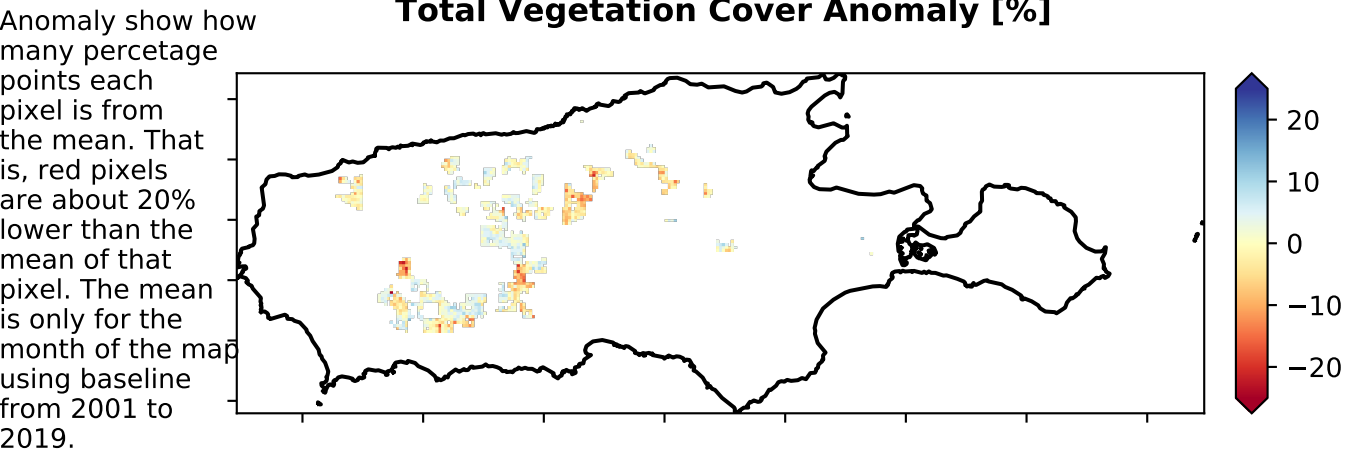 Total Vegetation Cover Anomaly [%]
Anomaly show how
many percetage
points each
pixel is from
the mean. That
is, red pixels
are about 20%
lower than the
mean of that
pixel. The mean
is only for the
month of the map
using baseline
from 2001 to
2019.
20
10
0
−10
−20